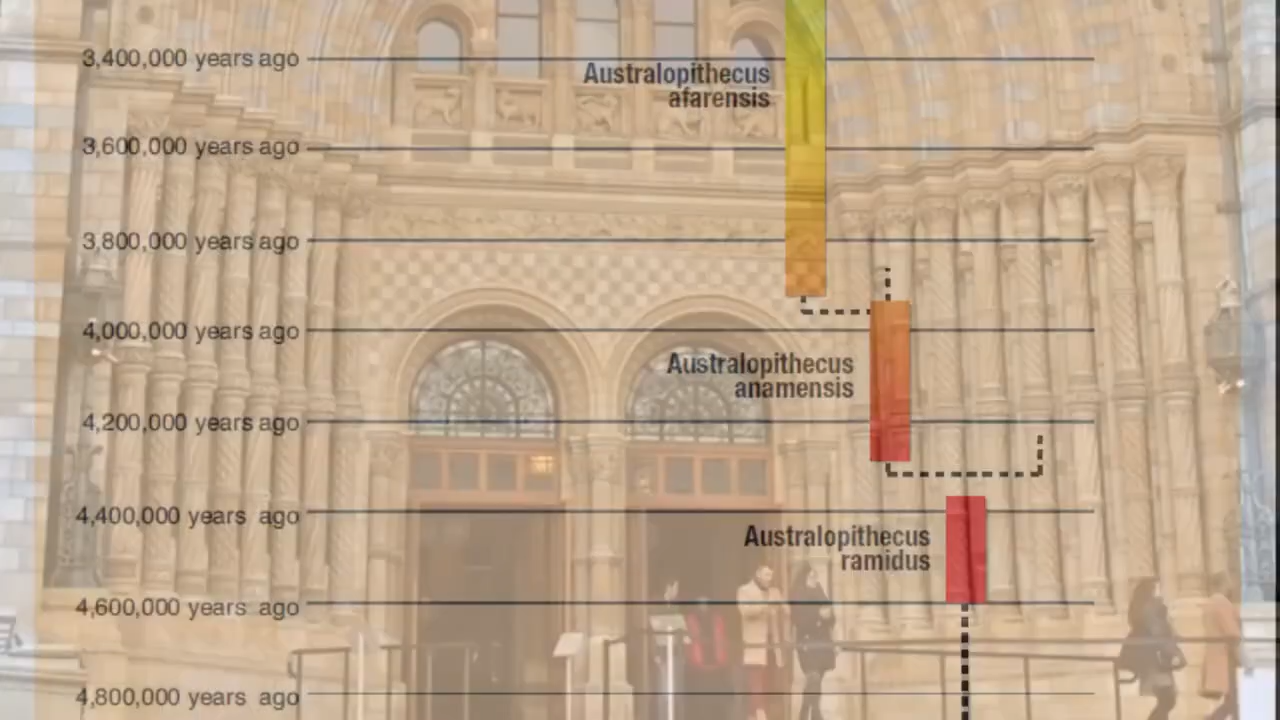 3,400,000 years ago
Australopithecus
afarensis
3,600,000 years ago
3,800,000 years ago
4,000,000 years ago
Australopithecus
anamensis
4,200,000 years ago
4,400,000 years ago
Australopithecus
ramidus
4,600,000 years ago
4,800,000 years ago